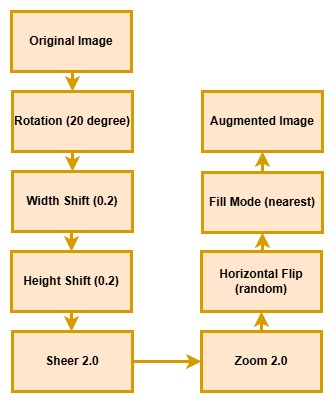 Original Image
Rotation (20 degree)
Width Shift (0.2)
Height Shift (0.2)
Sheer 2.0
Zoom 2.0
Horizontal Flip
(random)
Fill Mode (nearest)
Augmented Image